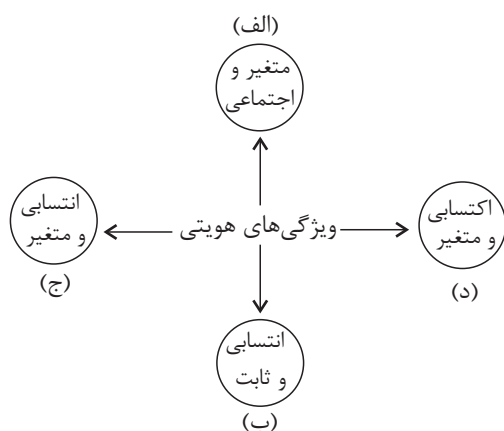 (الف)
متغیر و
اجتماعی
اکتسابی
و متغیر
(د)
ویژگی‌های هویتی
انتسابی
و متغیر
(ج)
انتسابی
و ثابت
(ب)